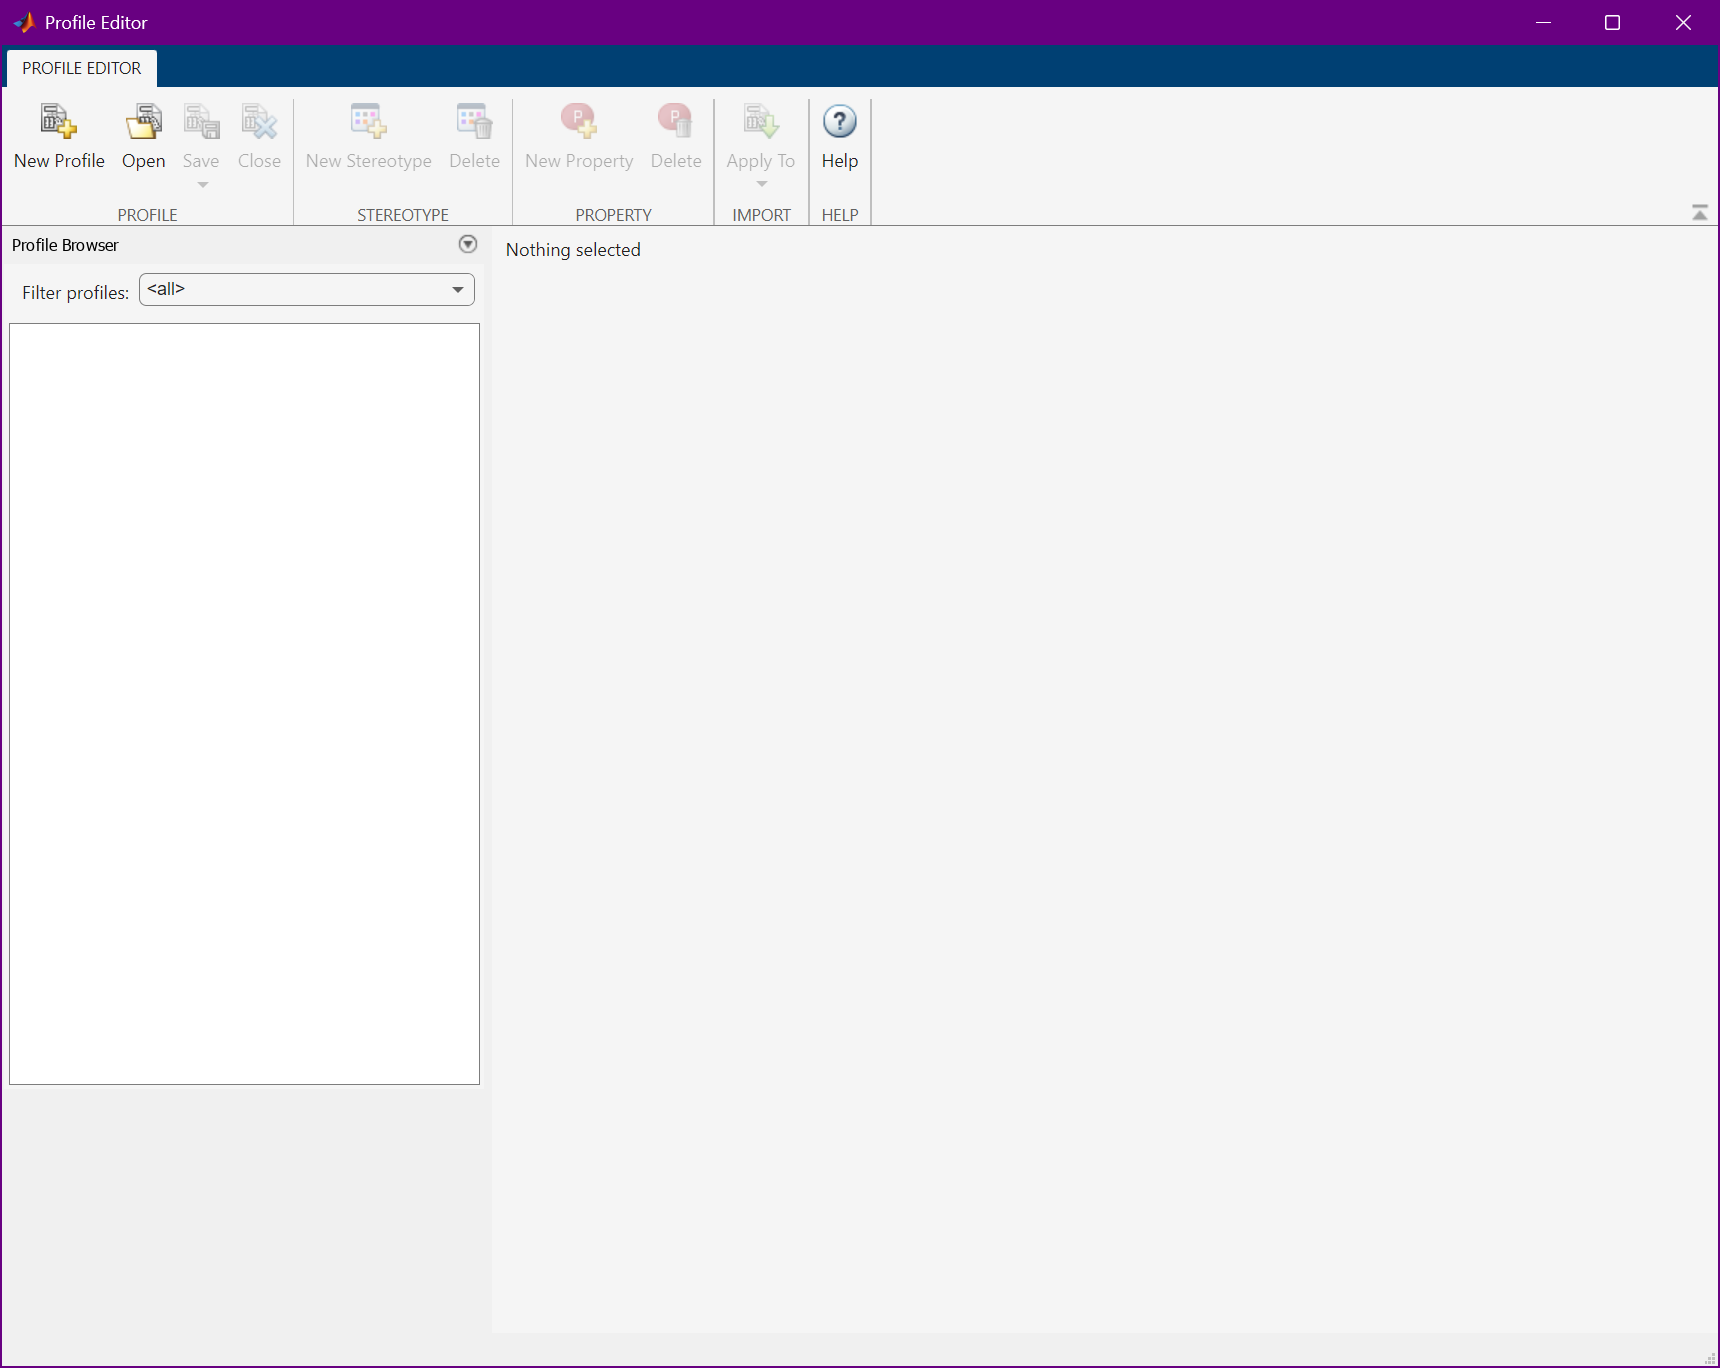 Profile Editor
PROFILE EDITOR
New Profile
Open
Save
Close
New Stereotype
Delete
New Property
Delete
Apply To
Help
PROFILE
STEREOTYPE
PROPERTY
IMPORT
HELP
Profile Browser
Nothing selected
Filter profiles:
<all>